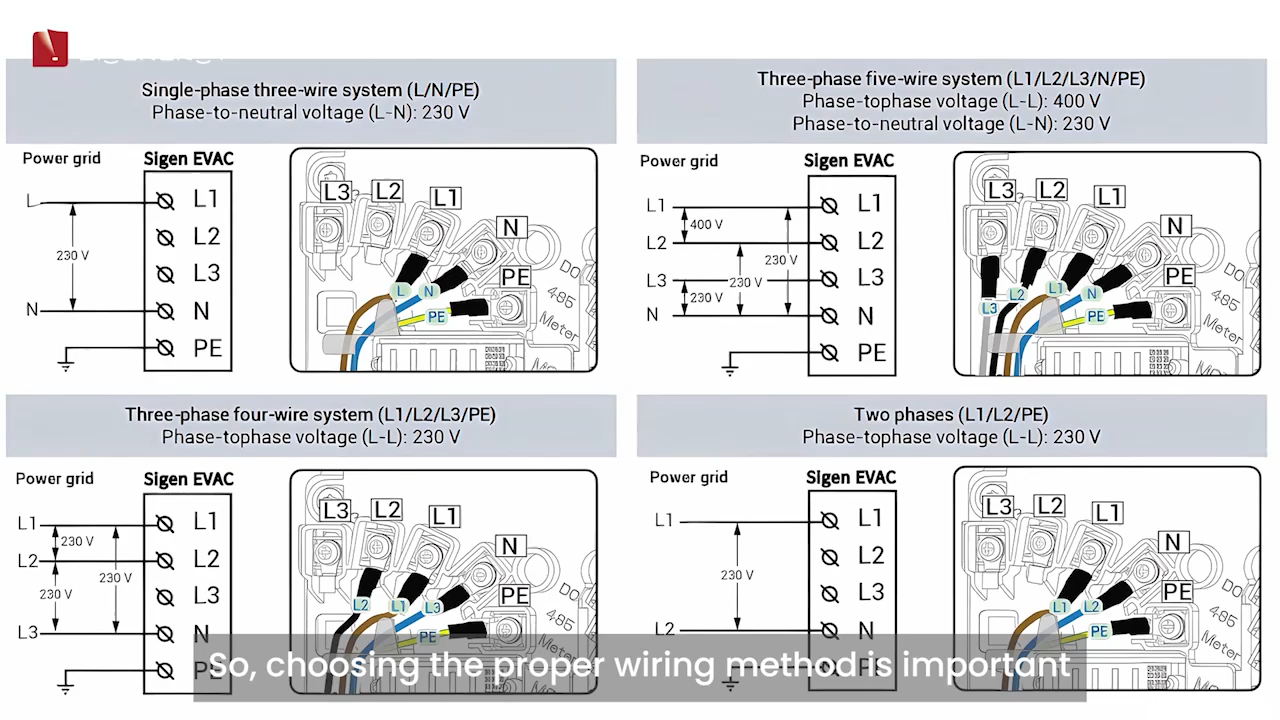 Single-phase three-wire system (L/N/PE)
Phase-to-neutral voltage (L-N): 230 V
Power grid
Sigen EVAC
L
L1
L2
230 V
L3
N
N
PE
L3
L2
L1
N
PE
L
N
PE
DO
485
Meter
Three-phase five-wire system (L1/L2/L3/N/PE)
Phase-tophase voltage (L-L): 400 V
Phase-to-neutral voltage (L-N): 230 V
Power grid
Sigen EVAC
L1
L1
400 V
L2
L2
230 V
L3
L3
230 V
230 V
N
N
PE
L3
L2
L1
N
PE
L3
L2
L1
N
PE
DO
485
Meter
Three-phase four-wire system (L1/L2/L3/PE)
Phase-tophase voltage (L-L): 230 V
Power grid
Sigen EVAC
L1
L1
230 V
L2
L2
230 V
230 V
L3
L3
N
L3
L2
L1
N
PE
L2
L1
L3
PE
DO
485
Meter
Two phases (L1/L2/PE)
Phase-tophase voltage (L-L): 230 V
Power grid
Sigen EVAC
L1
L1
L2
230 V
L3
L2
N
PE
L3
L2
L1
N
PE
L1
L2
PE
DO
485
Meter
So, choosing the proper wiring method is important